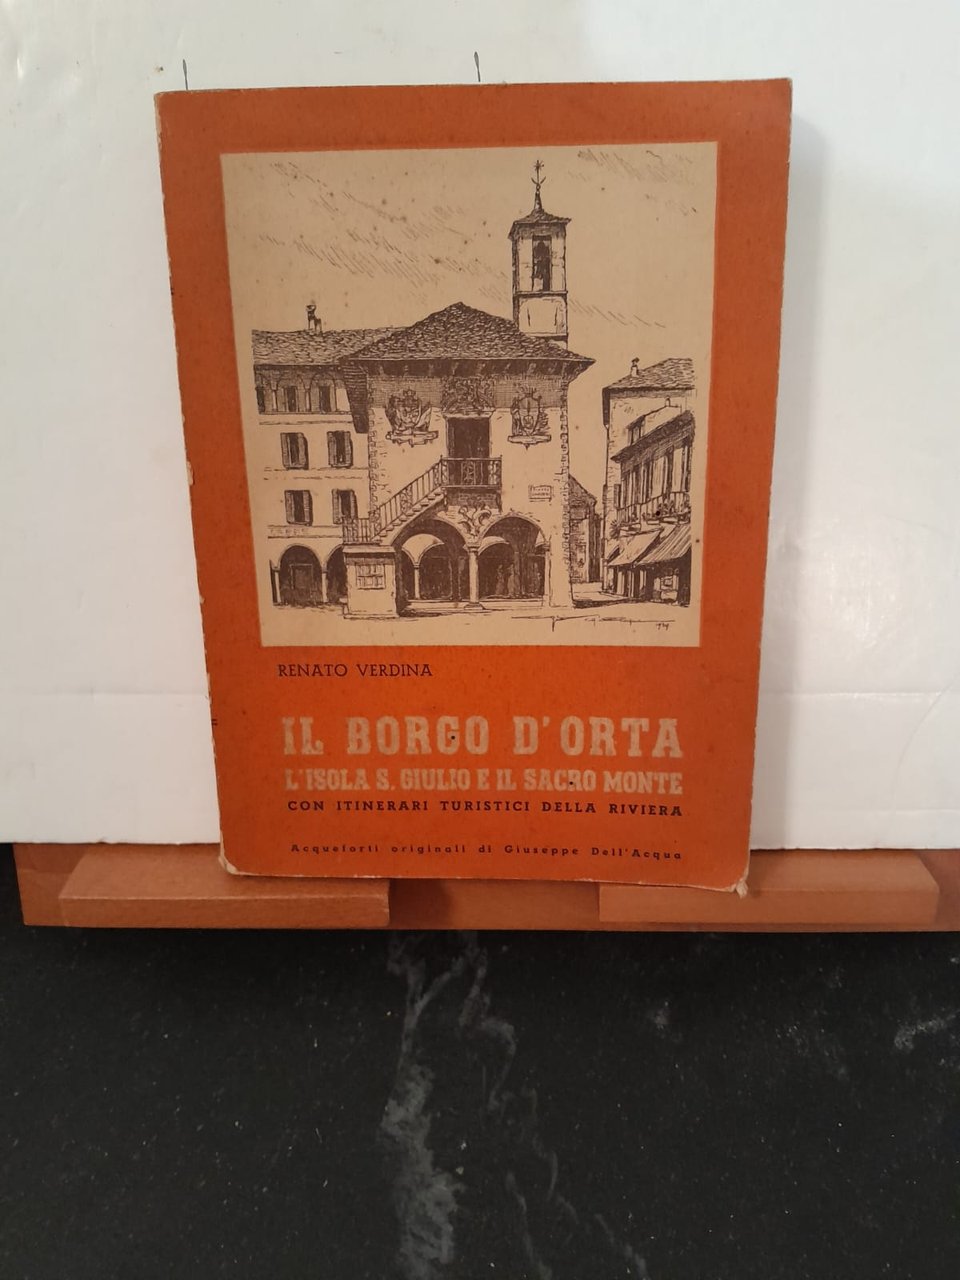 RENATO VERDINA
IL BORGO D'ORTA
L'ISOLA S. GIULIO E IL SACRO MONTE
CON ITINERARI TURISTICI DELLA RIVIERA
Acqueforti originali di Giuseppe Dell'Acqua